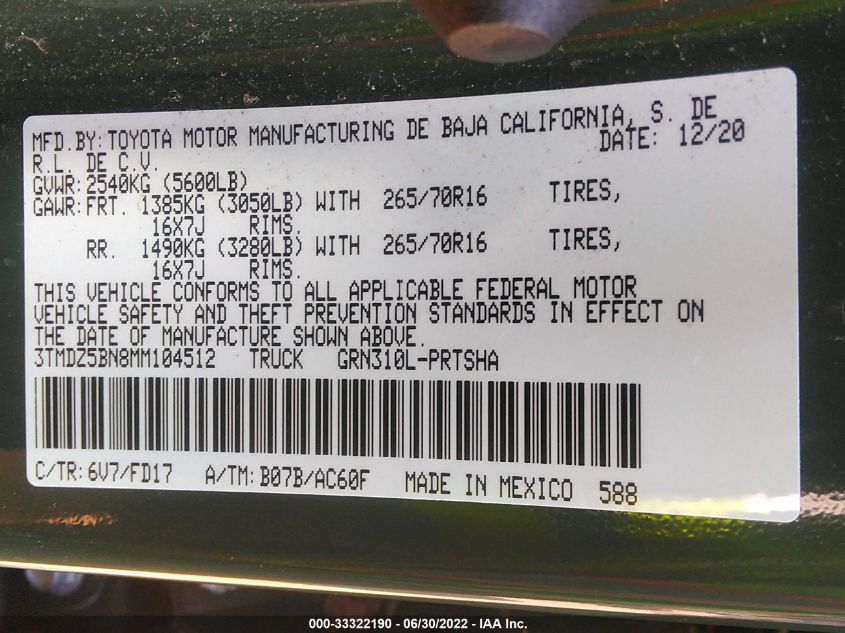 MFD.BY:TOYOTA MOTOR MANUFACTURING DE BAJA CALIFORNIA, S. DE
R.L. DE C.V. DATE: 12/20
GVWR:2540KG (5600LB)
GAWR:FRT. 1385KG (3050LB) WITH 265/70R16 TIRES,
16X7J RIMS.
RR. 1490KG (3280LB) WITH 265/70R16 TIRES,
16X7J RIMS.
THIS VEHICLE CONFORMS TO ALL APPLICABLE FEDERAL MOTOR
VEHICLE SAFETY AND THEFT PREVENTION STANDARDS IN EFFECT ON
THE DATE OF MANUFACTURE SHOWN ABOVE.
3TMDZ5BN8MM104512 TRUCK GRN310L-PRTSHA
C/TR:6V7/FD17 A/TM:B07B/AC60F MADE IN MEXICO 588
000-33322190 - 06/30/2022 - IAA Inc.